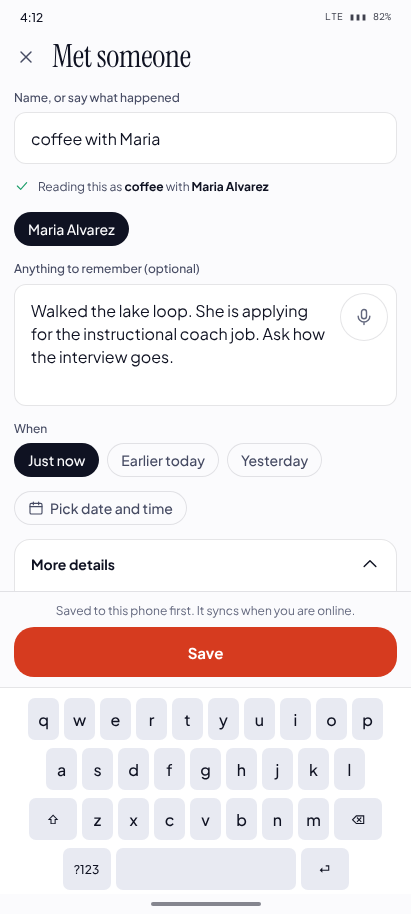 4:12
LTE 82%
Met someone
Name, or say what happened
coffee with Maria
Reading this as coffee with Maria Alvarez
Maria Alvarez
Anything to remember (optional)
Walked the lake loop. She is applying
for the instructional coach job. Ask how
the interview goes.
When
Just now
Earlier today
Yesterday
Pick date and time
More details
Saved to this phone first. It syncs when you are online.
Save
q w e r t y u i o p
a s d f g h j k l
z x c v b n m
?123